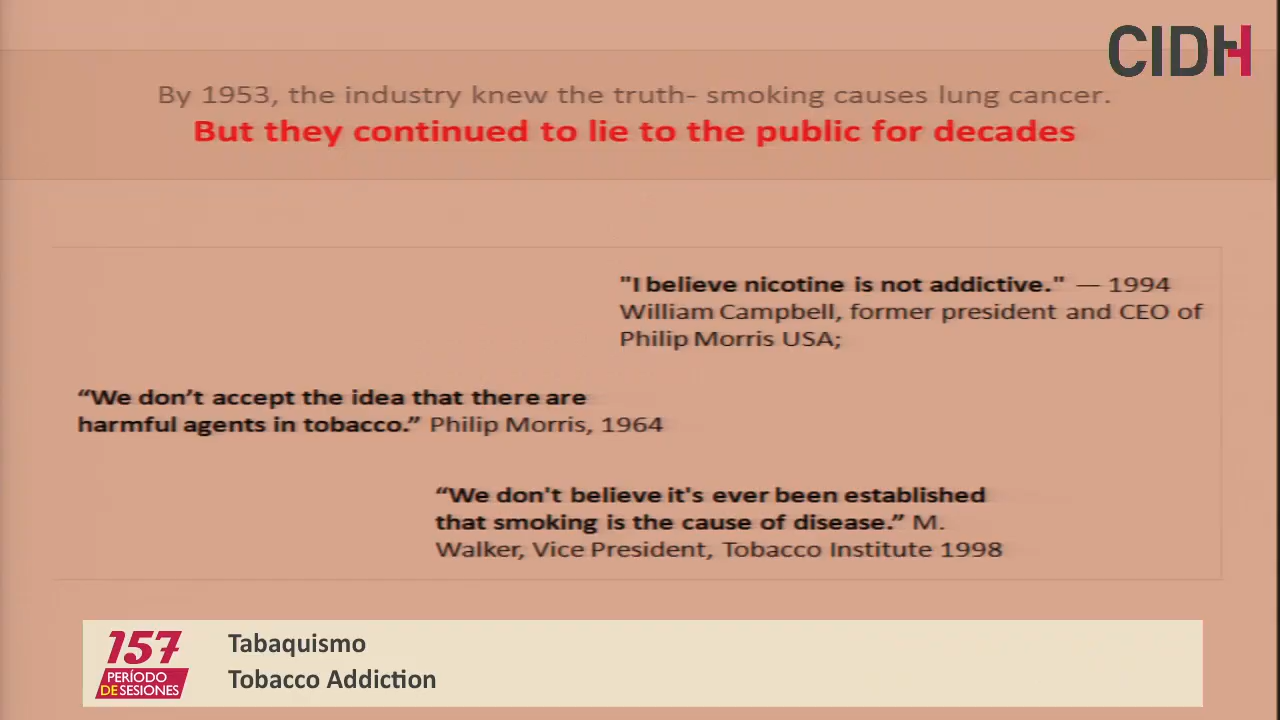 CIDH
By 1953, the industry knew the truth- smoking causes lung cancer.
But they continued to lie to the public for decades
"I believe nicotine is not addictive." — 1994
William Campbell, former president and CEO of
Philip Morris USA;
“We don’t accept the idea that there are
harmful agents in tobacco.” Philip Morris, 1964
“We don't believe it's ever been established
that smoking is the cause of disease.” M.
Walker, Vice President, Tobacco Institute 1998
157
PERÍODO
DE SESIONES
Tabaquismo
Tobacco Addiction